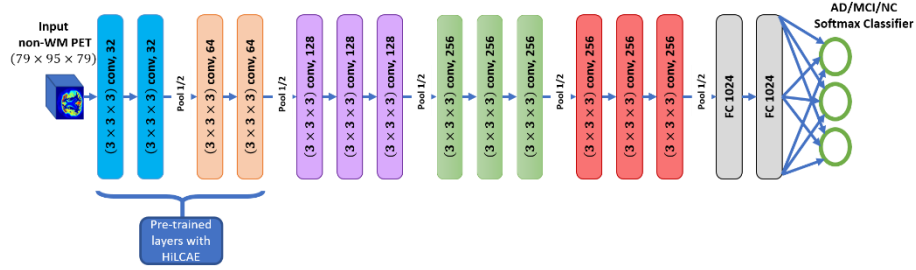 Input
non-WM PET
(79 × 95 × 79)
(3 × 3 × 3) conv, 32
(3 × 3 × 3) conv, 32
Pool 1/2
(3 × 3 × 3) conv, 64
(3 × 3 × 3) conv, 64
Pool 1/2
(3 × 3 × 3) conv, 128
(3 × 3 × 3) conv, 128
(3 × 3 × 3) conv, 128
Pool 1/2
(3 × 3 × 3) conv, 256
(3 × 3 × 3) conv, 256
(3 × 3 × 3) conv, 256
Pool 1/2
(3 × 3 × 3) conv, 256
(3 × 3 × 3) conv, 256
(3 × 3 × 3) conv, 256
Pool 1/2
FC 1024
FC 1024
AD/MCI/NC
Softmax Classifier
Pre-trained
layers with
HiLCAE